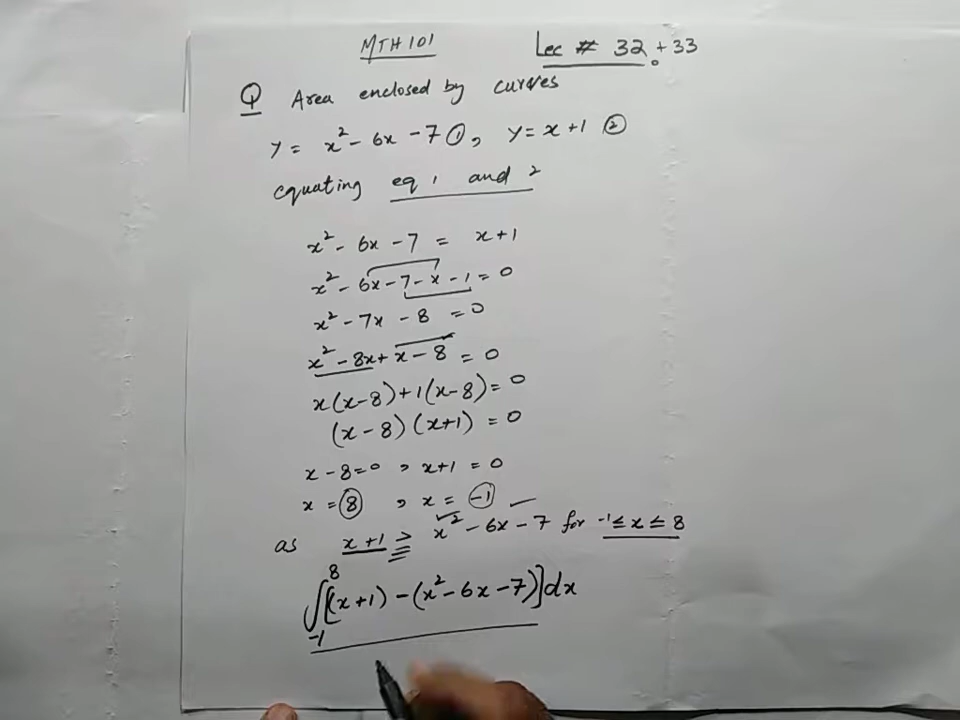 MTH101 Lec # 32 + 33
Q Area enclosed by curves
y = x² - 6x - 7 ①, y = x + 1 ②
equating eq 1 and 2
x² - 6x - 7 = x+1
x² - 6x - 7 - x - 1 = 0
x² - 7x - 8 = 0
x² - 8x + x - 8 = 0
x(x-8)+1(x-8)=0
(x-8)(x+1) = 0
x-8=0 , x+1 = 0
x = 8 , x = -1
as x+1 ≥ x² - 6x - 7 for -1 ≤ x ≤ 8
8
∫[(x+1) - (x² - 6x - 7)]dx
-1